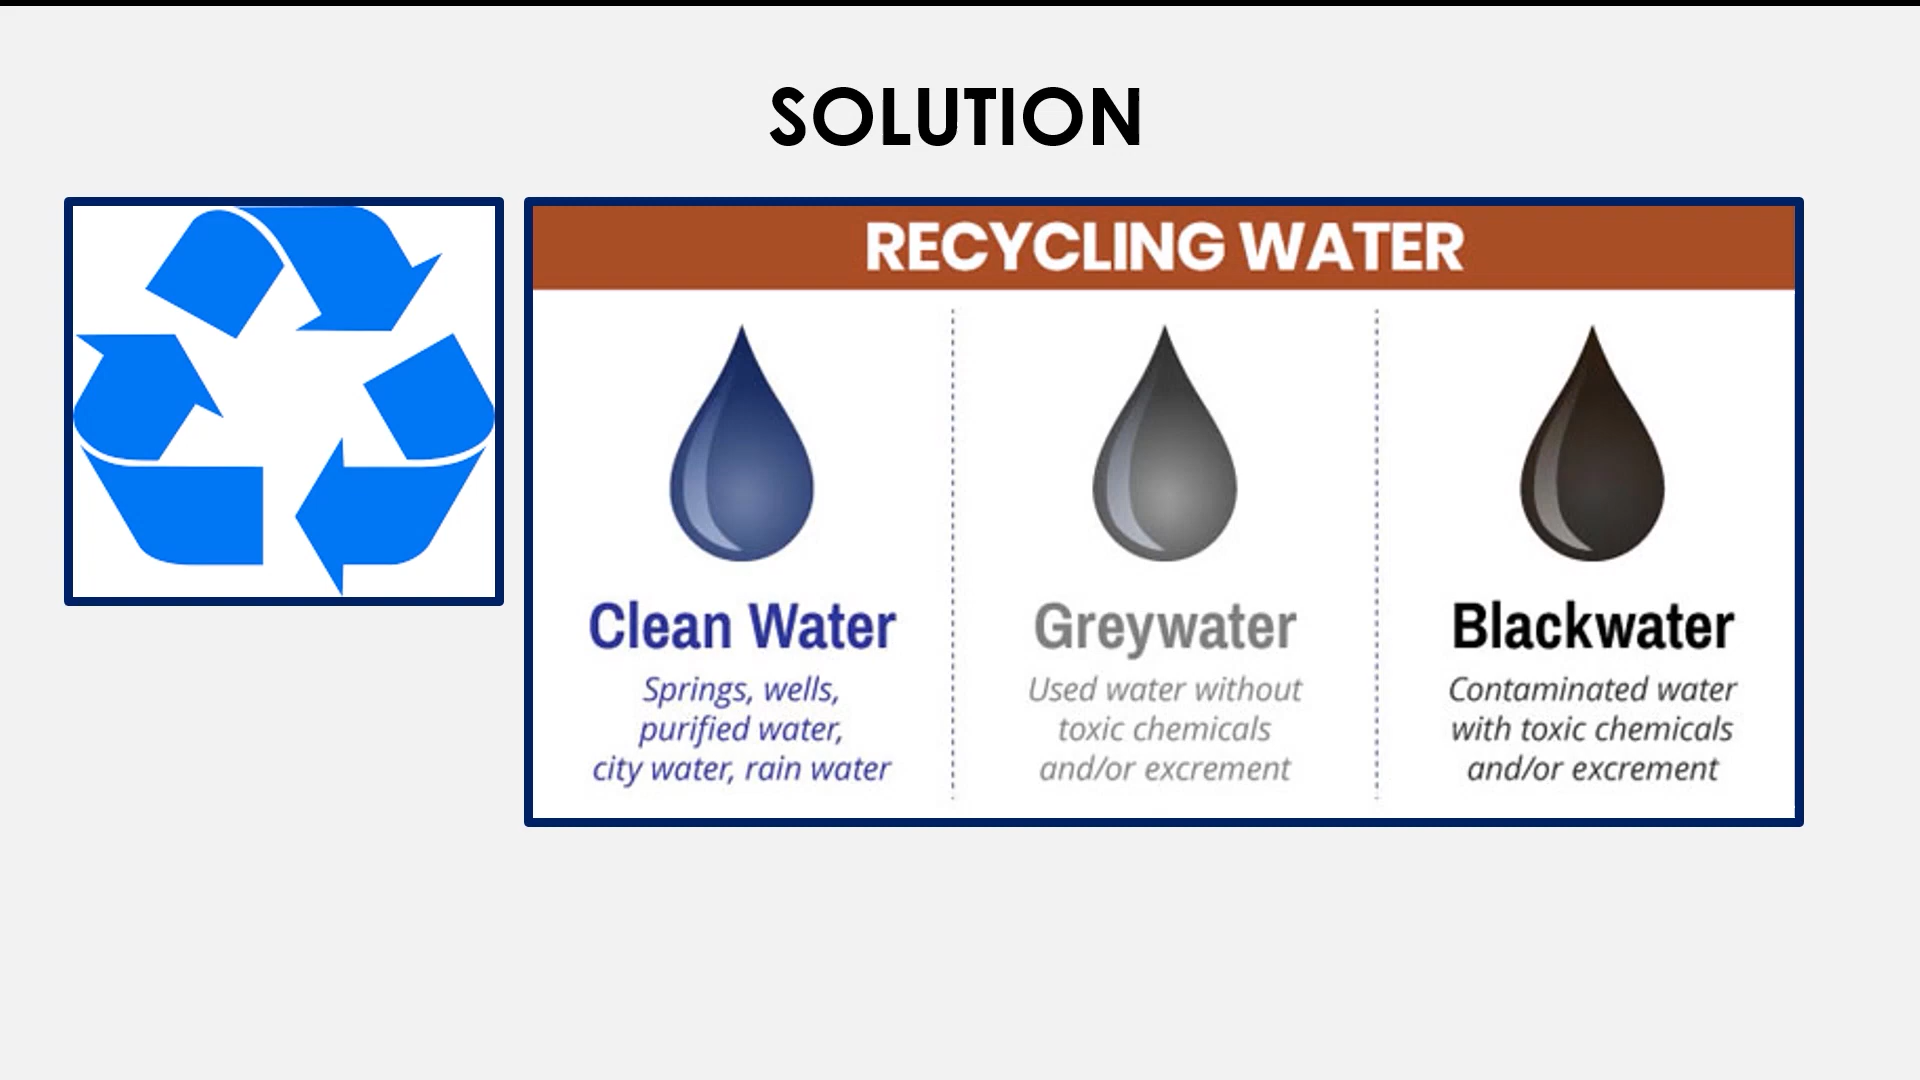 SOLUTION
RECYCLING WATER
Clean Water
Springs, wells,
purified water,
city water, rain water
Greywater
Used water without
toxic chemicals
and/or excrement
Blackwater
Contaminated water
with toxic chemicals
and/or excrement